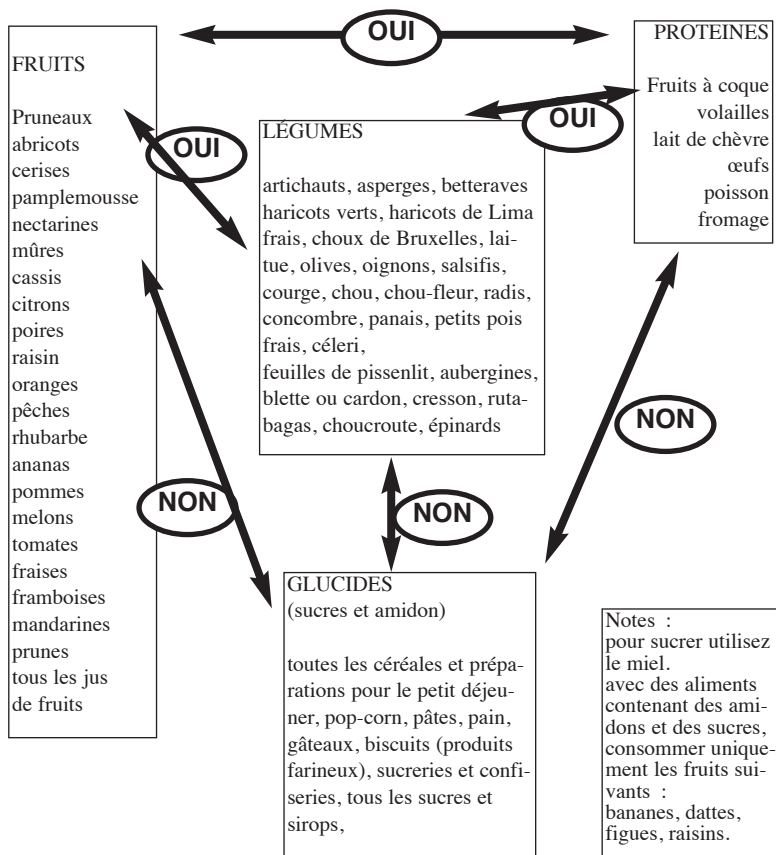 OUI
FRUITS
Pruneaux
abricots
cerises
pamplemousse
nectarines
mûres
cassis
citrons
poires
raisin
oranges
pêches
rhubarbe
ananas
pommes
melons
tomates
fraises
framboises
mandarines
prunes
tous les jus
de fruits
OUI
LÉGUMES
artichauts, asperges, betteraves
haricots verts, haricots de Lima
frais, choux de Bruxelles, lai-
tue, olives, oignons, salsifis,
courge, chou, chou-fleur, radis,
concombre, panais, petits pois
frais, céleri,
feuilles de pissenlit, aubergines,
blette ou cardon, cresson, ruta-
bagas, choucroute, épinards
OUI
PROTEINES
Fruits à coque
volailles
lait de chèvre
œufs
poisson
fromage
NON
NON
NON
GLUCIDES
(sucres et amidon)
toutes les céréales et prépa-
rations pour le petit déjeu-
ner, pop-corn, pâtes, pain,
gâteaux, biscuits (produits
farineux), sucreries et confi-
series, tous les sucres et
sirops,
Notes :
pour sucrer utilisez
le miel.
avec des aliments
contenant des ami-
dons et des sucres,
consommer unique-
ment les fruits sui-
vants :
bananes, dattes,
figues, raisins.